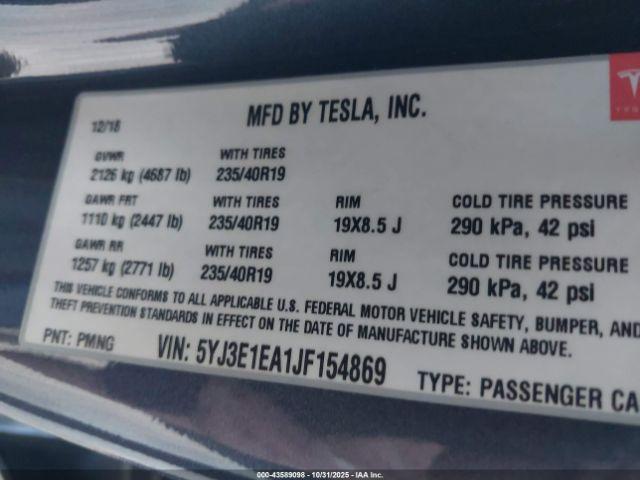 MFD BY TESLA, INC.
12/18
GVWR WITH TIRES
2126 kg (4687 lb) 235/40R19
GAWR FRT WITH TIRES RIM COLD TIRE PRESSURE
1110 kg (2447 lb) 235/40R19 19X8.5 J 290 kPa, 42 psi
GAWR RR WITH TIRES RIM COLD TIRE PRESSURE
1257 kg (2771 lb) 235/40R19 19X8.5 J 290 kPa, 42 psi
THIS VEHICLE CONFORMS TO ALL APPLICABLE U.S. FEDERAL MOTOR VEHICLE SAFETY, BUMPER, AND
THEFT PREVENTION STANDARDS IN EFFECT ON THE DATE OF MANUFACTURE SHOWN ABOVE.
PNT: PMNG VIN: 5YJ3E1EA1JF154869 TYPE: PASSENGER CA
000-43589098 - 10/31/2025 - IAA Inc.